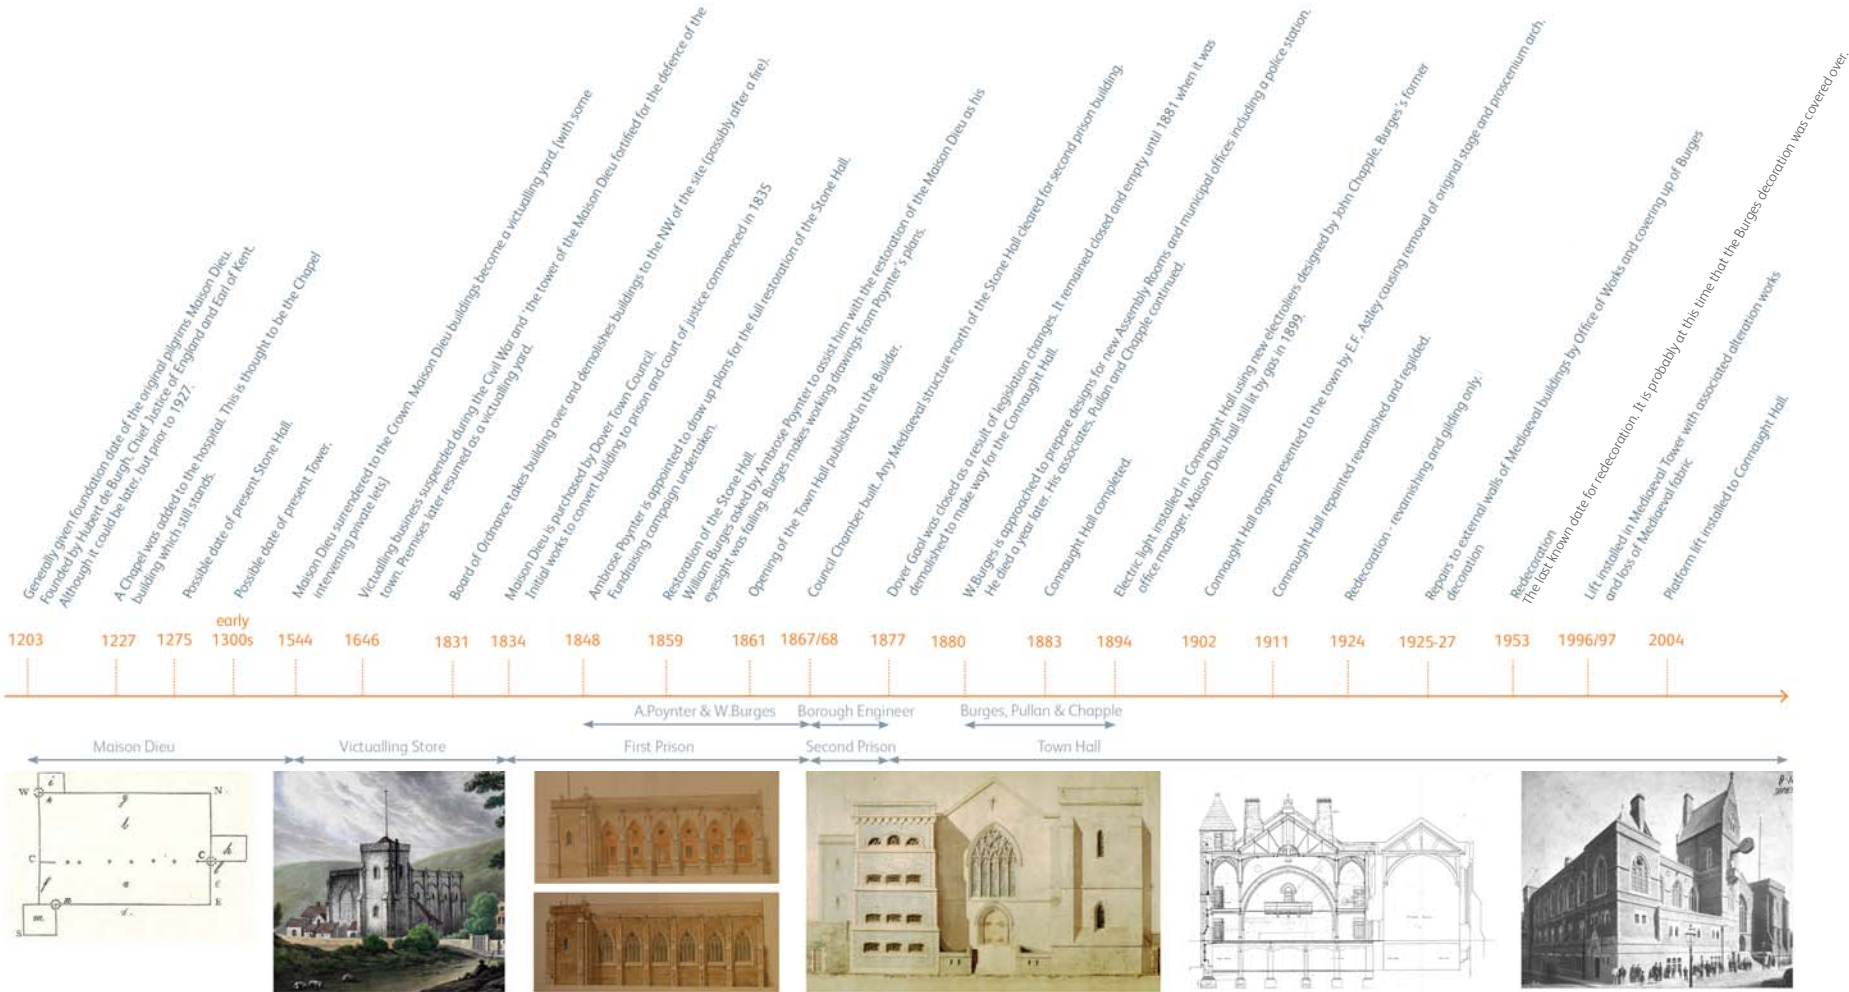 Generally given foundation date of the original pilgrims Maison Dieu.
Founded by Hubert de Burgh, Chief Justice of England and Earl of Kent.
Although it could be later, but prior to 1927.
A Chapel was added to the hospital. This is thought to be the Chapel
building which still stands.
Possible date of present Stone Hall.
Possible date of present Tower.
Maison Dieu surrendered to the Crown. Maison Dieu buildings become a victualling yard. [with some
intervening private lets]
Victualling business suspended during the Civil War and 'the tower of the Maison Dieu fortified for the defence of the
town. Premises later resumed as a victualling yard.
Board of Ordnance takes building over and demolishes buildings to the NW of the site (possibly after a fire).
Maison Dieu is purchased by Dover Town Council.
Initial works to convert building to prison and court of justice commenced in 1835
Ambrose Poynter is appointed to draw up plans for the full restoration of the Stone Hall.
Fundraising campaign undertaken.
Restoration of the Stone Hall.
William Burges asked by Ambrose Poynter to assist him with the restoration of the Maison Dieu as his
eyesight was failing. Burges makes working drawings from Poynter's plans.
Opening of the Town Hall published in the Builder.
Council Chamber built. Any Mediaeval structure north of the Stone Hall cleared for second prison building.
Dover Gaol was closed as a result of legislation changes. It remained closed and empty until 1881 when it was
demolished to make way for the Connaught Hall.
W.Burges is approached to prepare designs for new Assembly Rooms and municipal offices including a police station.
He died a year later. His associates, Pullan and Chapple continued.
Connaught Hall completed.
Electric light installed in Connaught Hall using new electroliers designed by John Chapple, Burges's former
office manager. Maison Dieu hall still lit by gas in 1899.
Connaught Hall organ presented to the town by E.F. Astley causing removal of original stage and proscenium arch.
Connaught Hall repainted revarnished and regilded.
Redecoration - revarnishing and gilding only.
Repairs to external walls of Mediaeval buildings by Office of Works and covering up of Burges
decoration
Redecoration
The last known date for redecoration. It is probably at this time that the Burges decoration was covered over.
Lift installed in Mediaeval Tower with associated alteration works
and loss of Mediaeval fabric
Platform lift installed to Connaught Hall.
1203
1227
1275
early
1300s
1544
1646
1831
1834
1848
1859
1861
1867/68
1877
1880
1883
1894
1902
1911
1924
1925-27
1953
1996/97
2004
A.Poynter & W.Burges
Borough Engineer
Burges, Pullan & Chapple
Maison Dieu
Victualling Store
First Prison
Second Prison
Town Hall
W
i
k
g
N
b
h
C
C
f
a
E
m
n
S